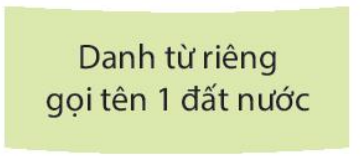 Danh từ riêng
gọi tên 1 đất nước